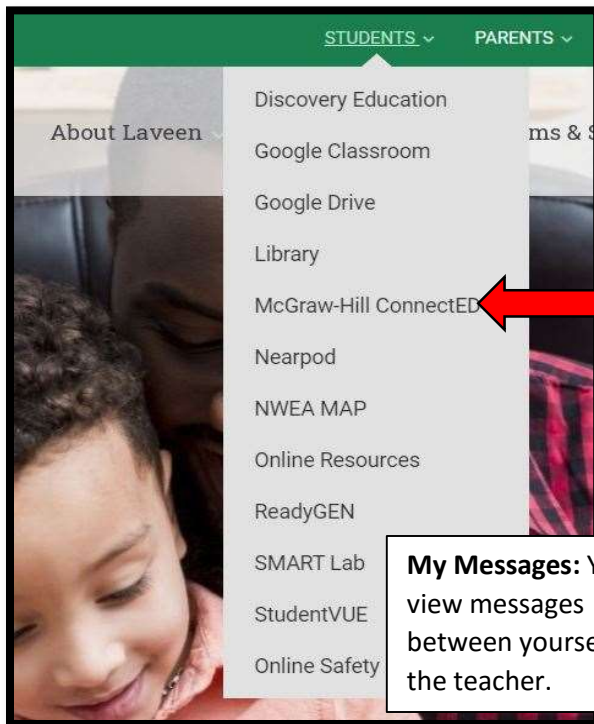 STUDENTS PARENTS
About Laveen
Discovery Education
Google Classroom
Google Drive
Library
McGraw-Hill ConnectED
Nearpod
NWEA MAP
Online Resources
ReadyGEN
SMART Lab
StudentVUE
Online Safety
My Messages:
view messages
between
the teacher.